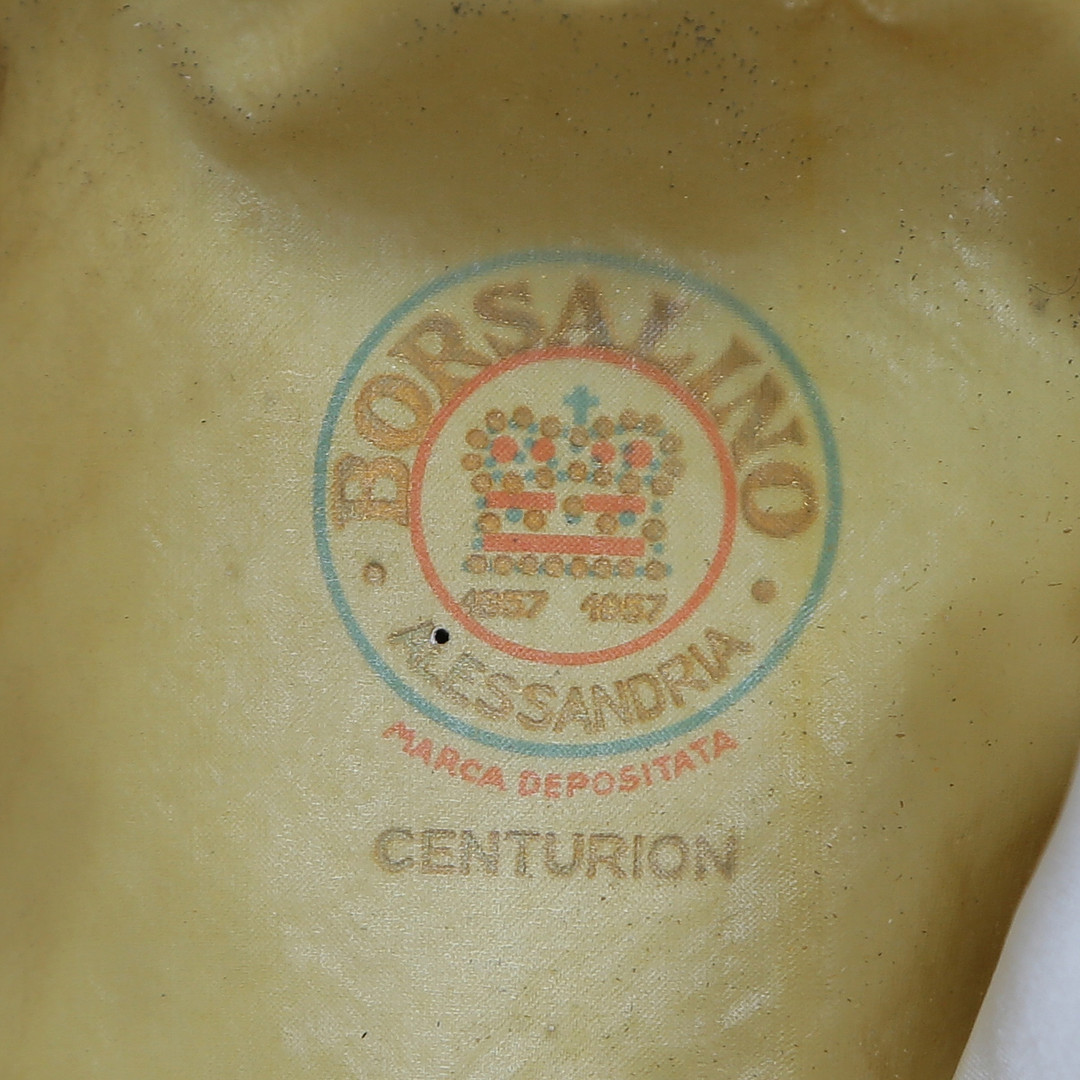 BORSALINO
1857 1957
ALESSANDRIA
MARCA DEPOSITATA
CENTURION